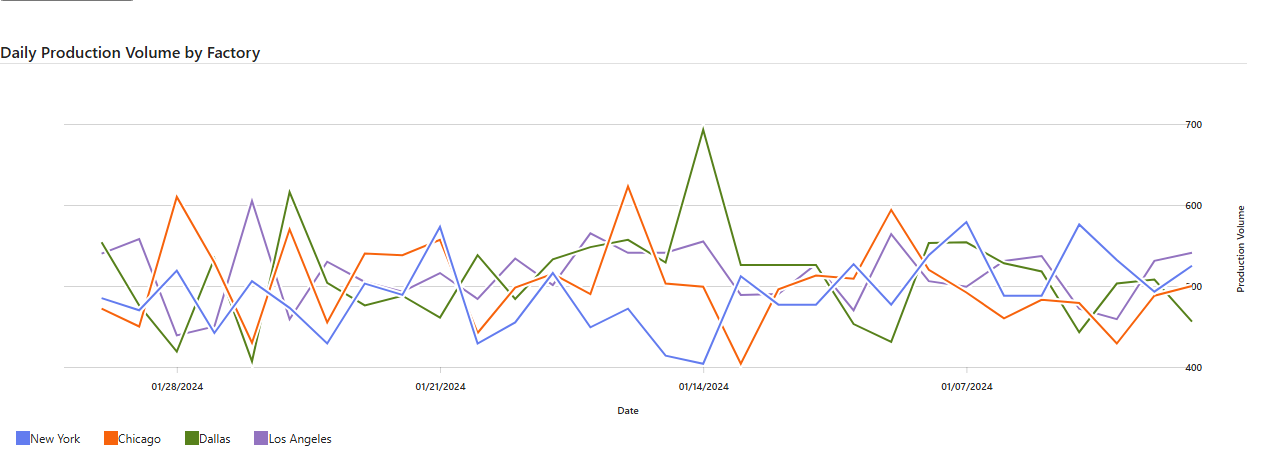 Daily Production Volume by Factory
700
600
500
400
Production Volume
01/28/2024 01/21/2024 01/14/2024 01/07/2024
Date
New York Chicago Dallas Los Angeles